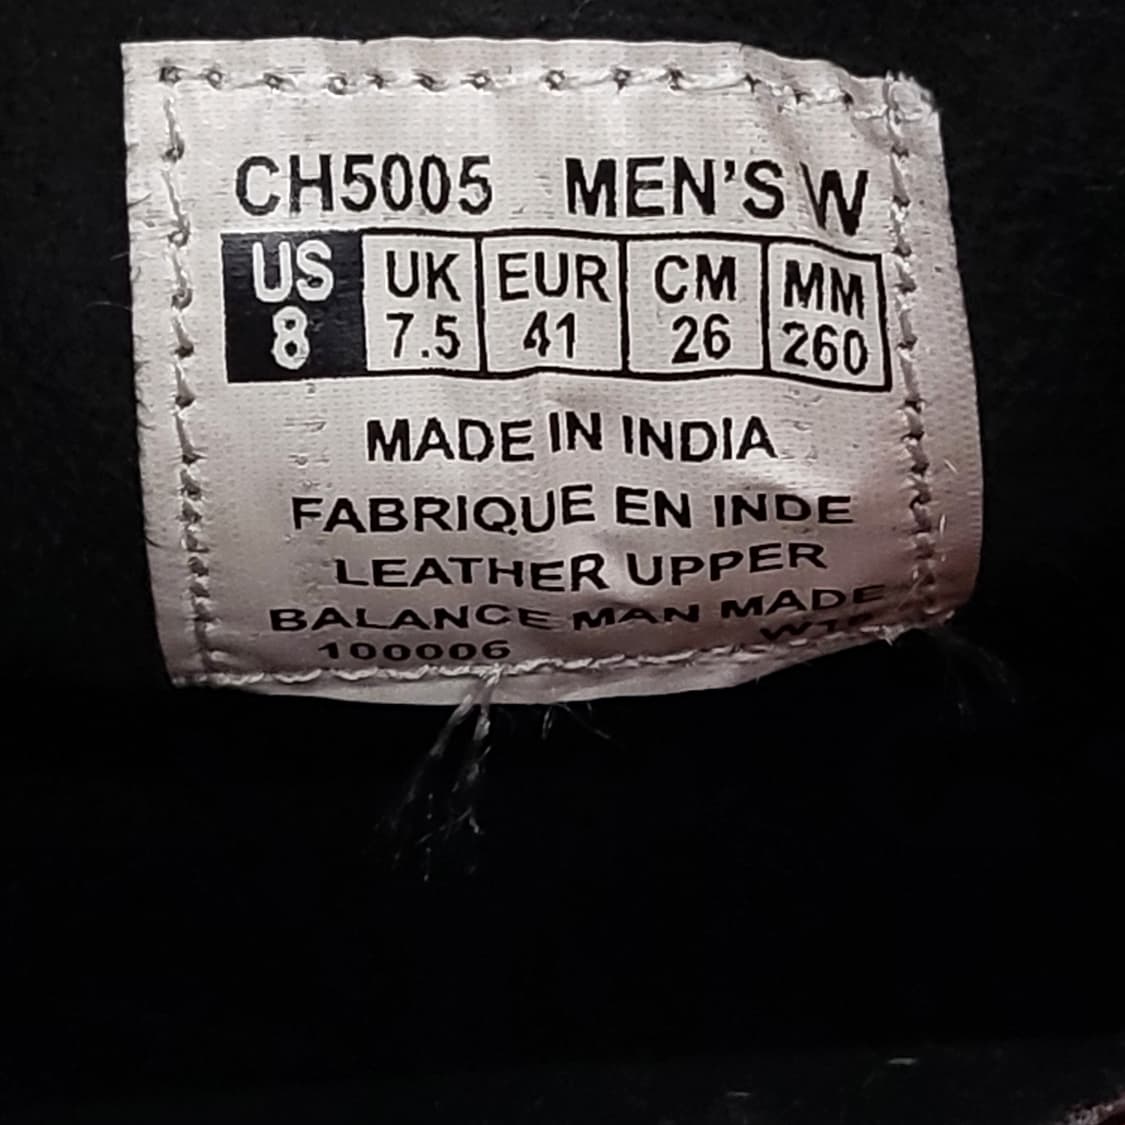 CH5005 MEN'S W
US UK EUR CM MM
8 7.5 41 26 260
MADE IN INDIA
FABRIQUE EN INDE
LEATHER UPPER
BALANCE MAN MADE
100006